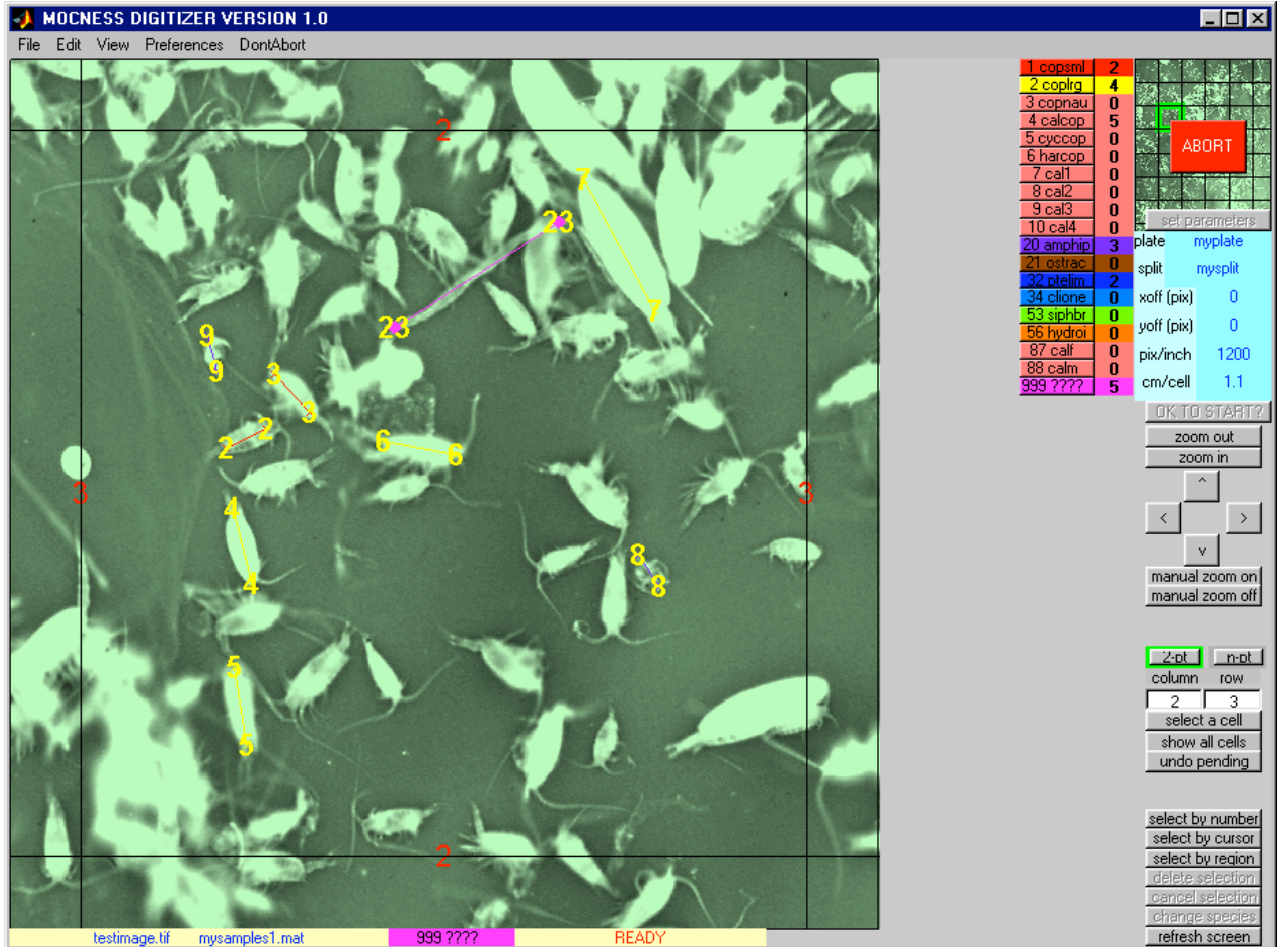 MOCNESS DIGITIZER VERSION 1.0
File Edit View Preferences DontAbort
1 copsml 2
2 coplrg 4
3 copnau 0
4 calcop 5
5 cyccop 0
6 harcop 0
7 cal1 0
8 cal2 0
9 cal3 0
10 cal4 0
20 amphip 3
21 ostrac 0
32 ptelim 2
34 clione 0
53 siphbr 0
56 hydroi 0
87 calf 0
88 calm 0
999 ???? 5
ABORT
set parameters
plate myplate
split mysplit
xoff (pix) 0
yoff (pix) 0
pix/inch 1200
cm/cell 1.1
OK TO START?
zoom out
zoom in
^
< >
v
manual zoom on
manual zoom off
2-pt n-pt
column row
2 3
select a cell
show all cells
undo pending
select by number
select by cursor
select by region
delete selection
cancel selection
change species
refresh screen
2
7
23
7
23
9
9
3
3
2
2
6
6
3
3
4
8
8
4
5
5
2
testimage.tif mysamples1.mat 999 ???? READY